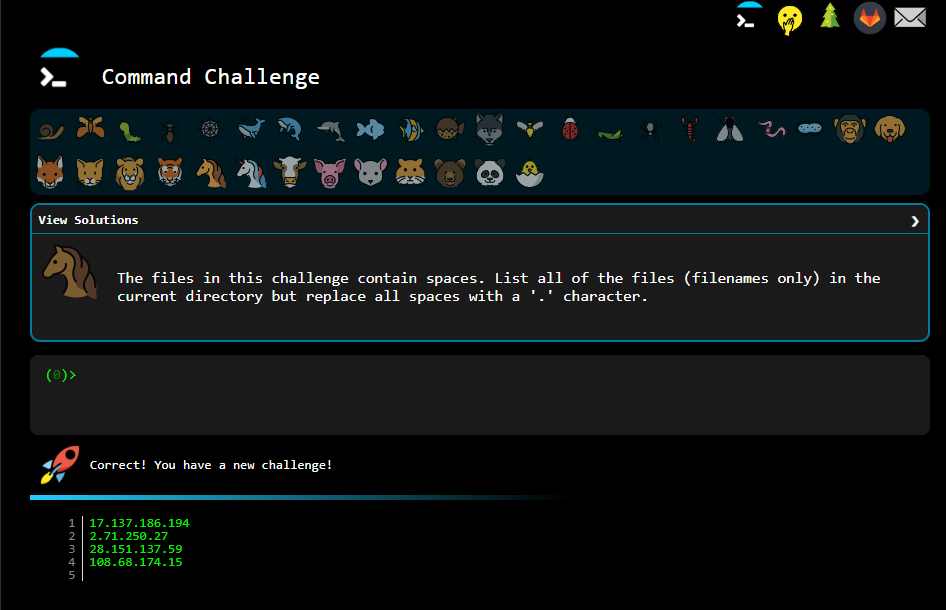 Command Challenge
View Solutions
The files in this challenge contain spaces. List all of the files (filenames only) in the
current directory but replace all spaces with a '.' character.
(0)>
Correct! You have a new challenge!
1 17.137.186.194
2 2.71.250.27
3 28.151.137.59
4 108.68.174.15
5